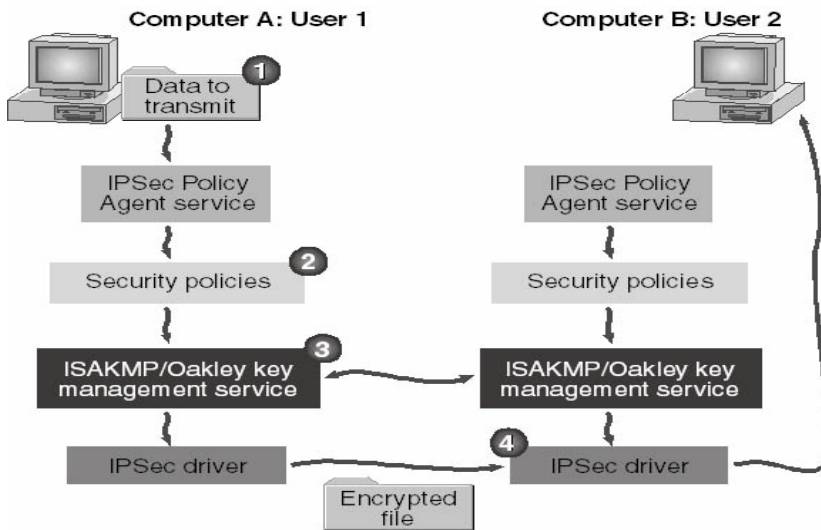 Computer A: User 1
Computer B: User 2
1
Data to
transmit
IPSec Policy
Agent service
IPSec Policy
Agent service
2
Security policies
Security policies
3
ISAKMP/Oakley key
management service
ISAKMP/Oakley key
management service
4
IPSec driver
IPSec driver
Encrypted
file